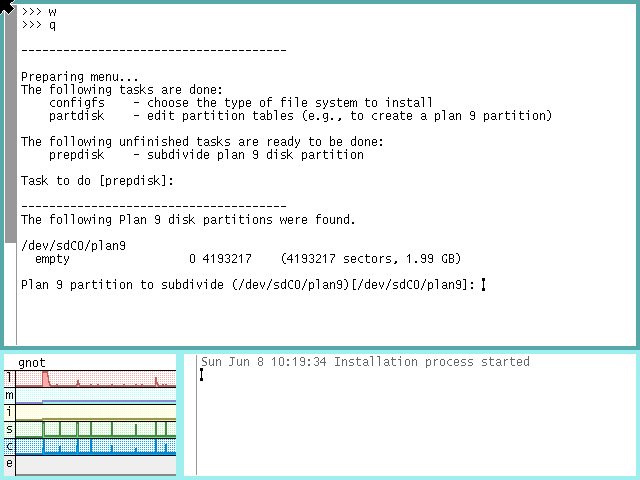 >>> w
>>> q
--------------------------------------
Preparing menu...
The following tasks are done:
configfs    - choose the type of file system to install
partdisk    - edit partition tables (e.g., to create a plan 9 partition)
The following unfinished tasks are ready to be done:
prepdisk    - subdivide plan 9 disk partition
Task to do [prepdisk]:
--------------------------------------
The following Plan 9 disk partitions were found.
/dev/sdC0/plan9
empty                 0 4193217    (4193217 sectors, 1.99 GB)
Plan 9 partition to subdivide (/dev/sdC0/plan9)[/dev/sdC0/plan9]:
gnot
l
m
i
s
c
e
Sun Jun 8 10:19:34 Installation process started